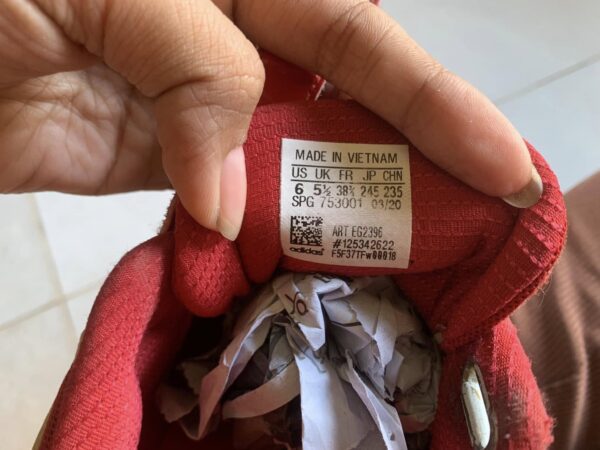 MADE IN VIETNAM
US UK FR JP CHN
6 5½ 38⅔ 245 235
SPG 753001 03/20
ART EG2396
#125342622
adidas F5F37TFw00018